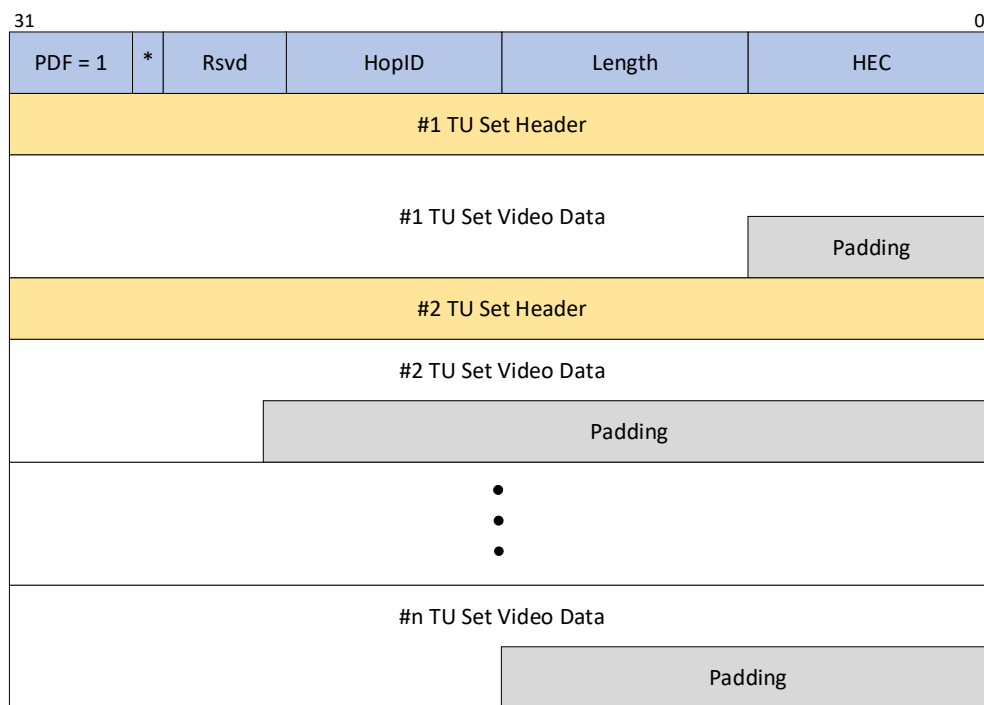 31 0
PDF = 1 * Rsvd HopID Length HEC
#1 TU Set Header
#1 TU Set Video Data
Padding
#2 TU Set Header
#2 TU Set Video Data
Padding
#n TU Set Video Data
Padding